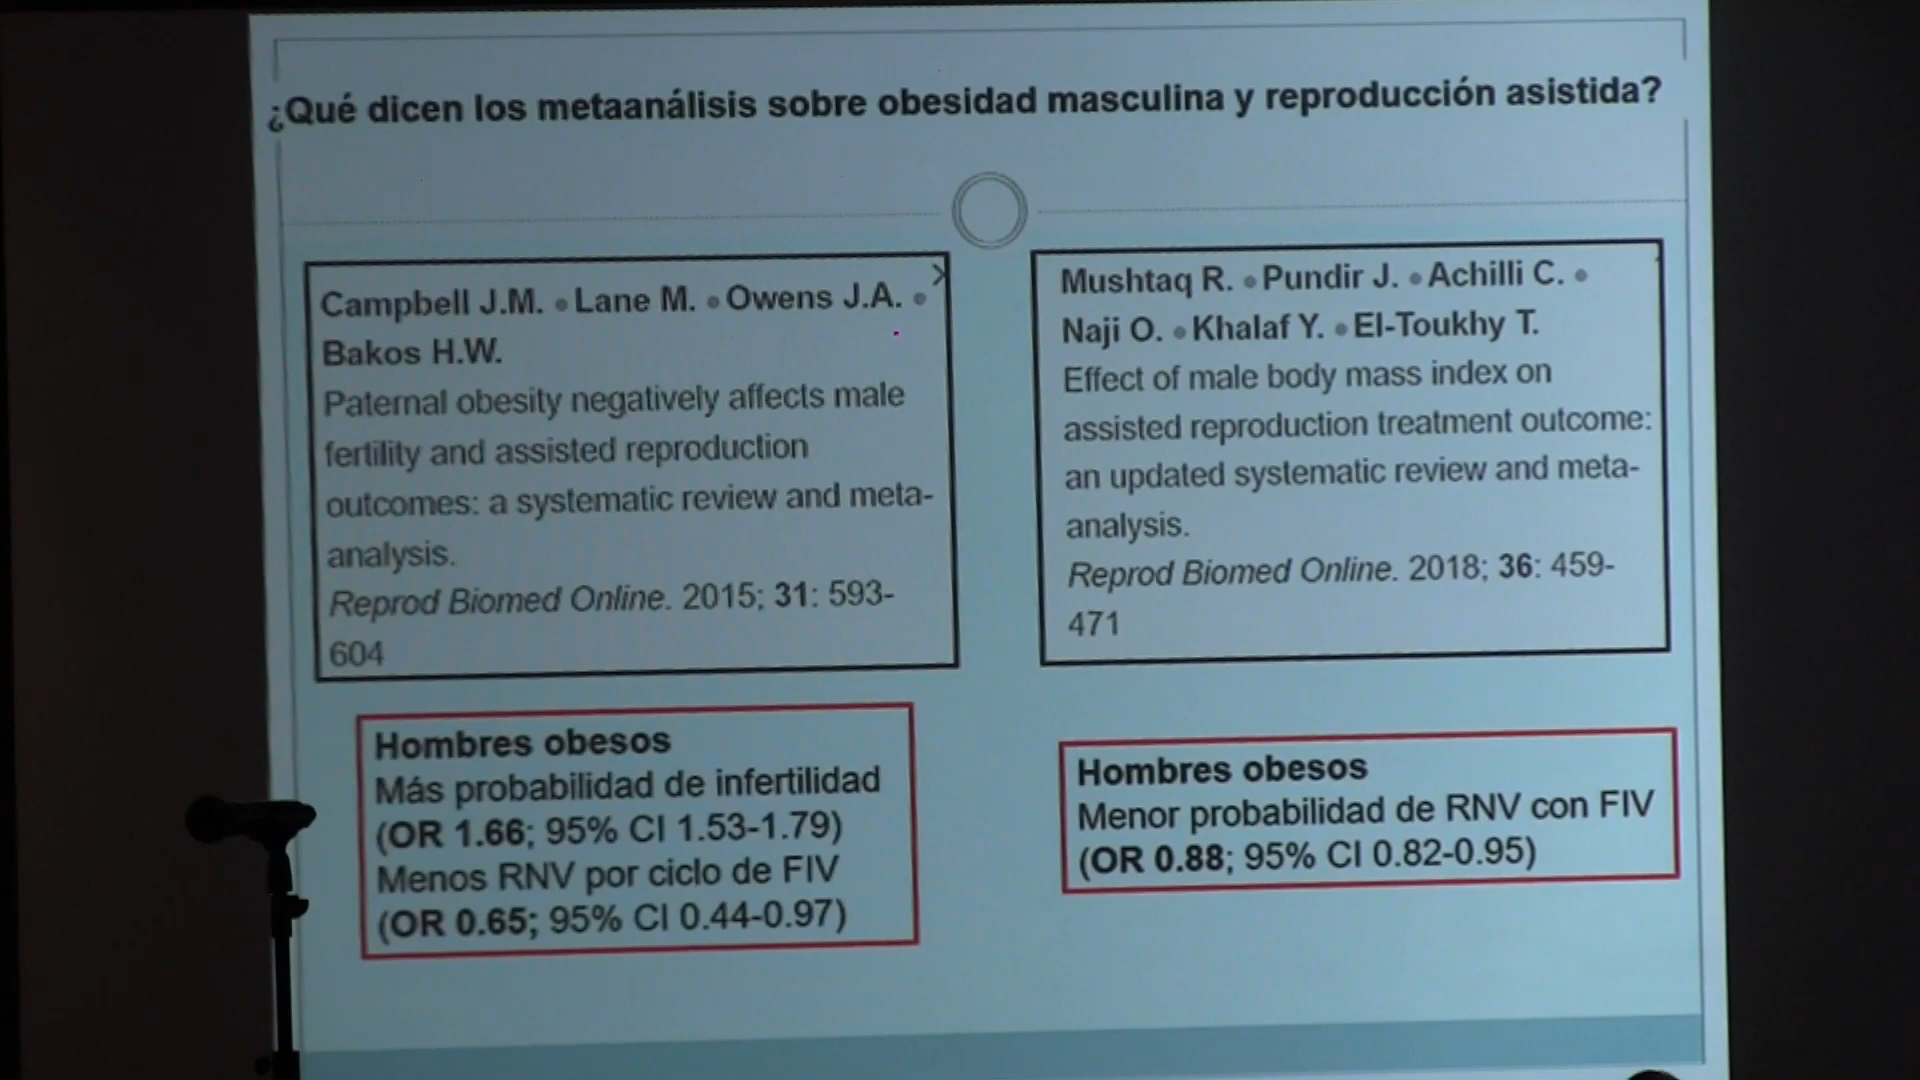 ¿Qué dicen los metaanálisis sobre obesidad masculina y reproducción asistida?
Campbell J.M. • Lane M. • Owens J.A. •
Bakos H.W.
Paternal obesity negatively affects male
fertility and assisted reproduction
outcomes: a systematic review and meta-
analysis.
Reprod Biomed Online. 2015; 31: 593-
604
Mushtaq R. • Pundir J. • Achilli C. •
Naji O. • Khalaf Y. • El-Toukhy T.
Effect of male body mass index on
assisted reproduction treatment outcome:
an updated systematic review and meta-
analysis.
Reprod Biomed Online. 2018; 36: 459-
471
Hombres obesos
Más probabilidad de infertilidad
(OR 1.66; 95% CI 1.53-1.79)
Menos RNV por ciclo de FIV
(OR 0.65; 95% CI 0.44-0.97)
Hombres obesos
Menor probabilidad de RNV con FIV
(OR 0.88; 95% CI 0.82-0.95)